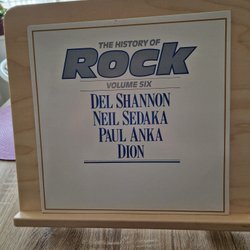 THE HISTORY OF
ROCK
VOLUME SIX
DEL SHANNON
NEIL SEDAKA
PAUL ANKA
DION